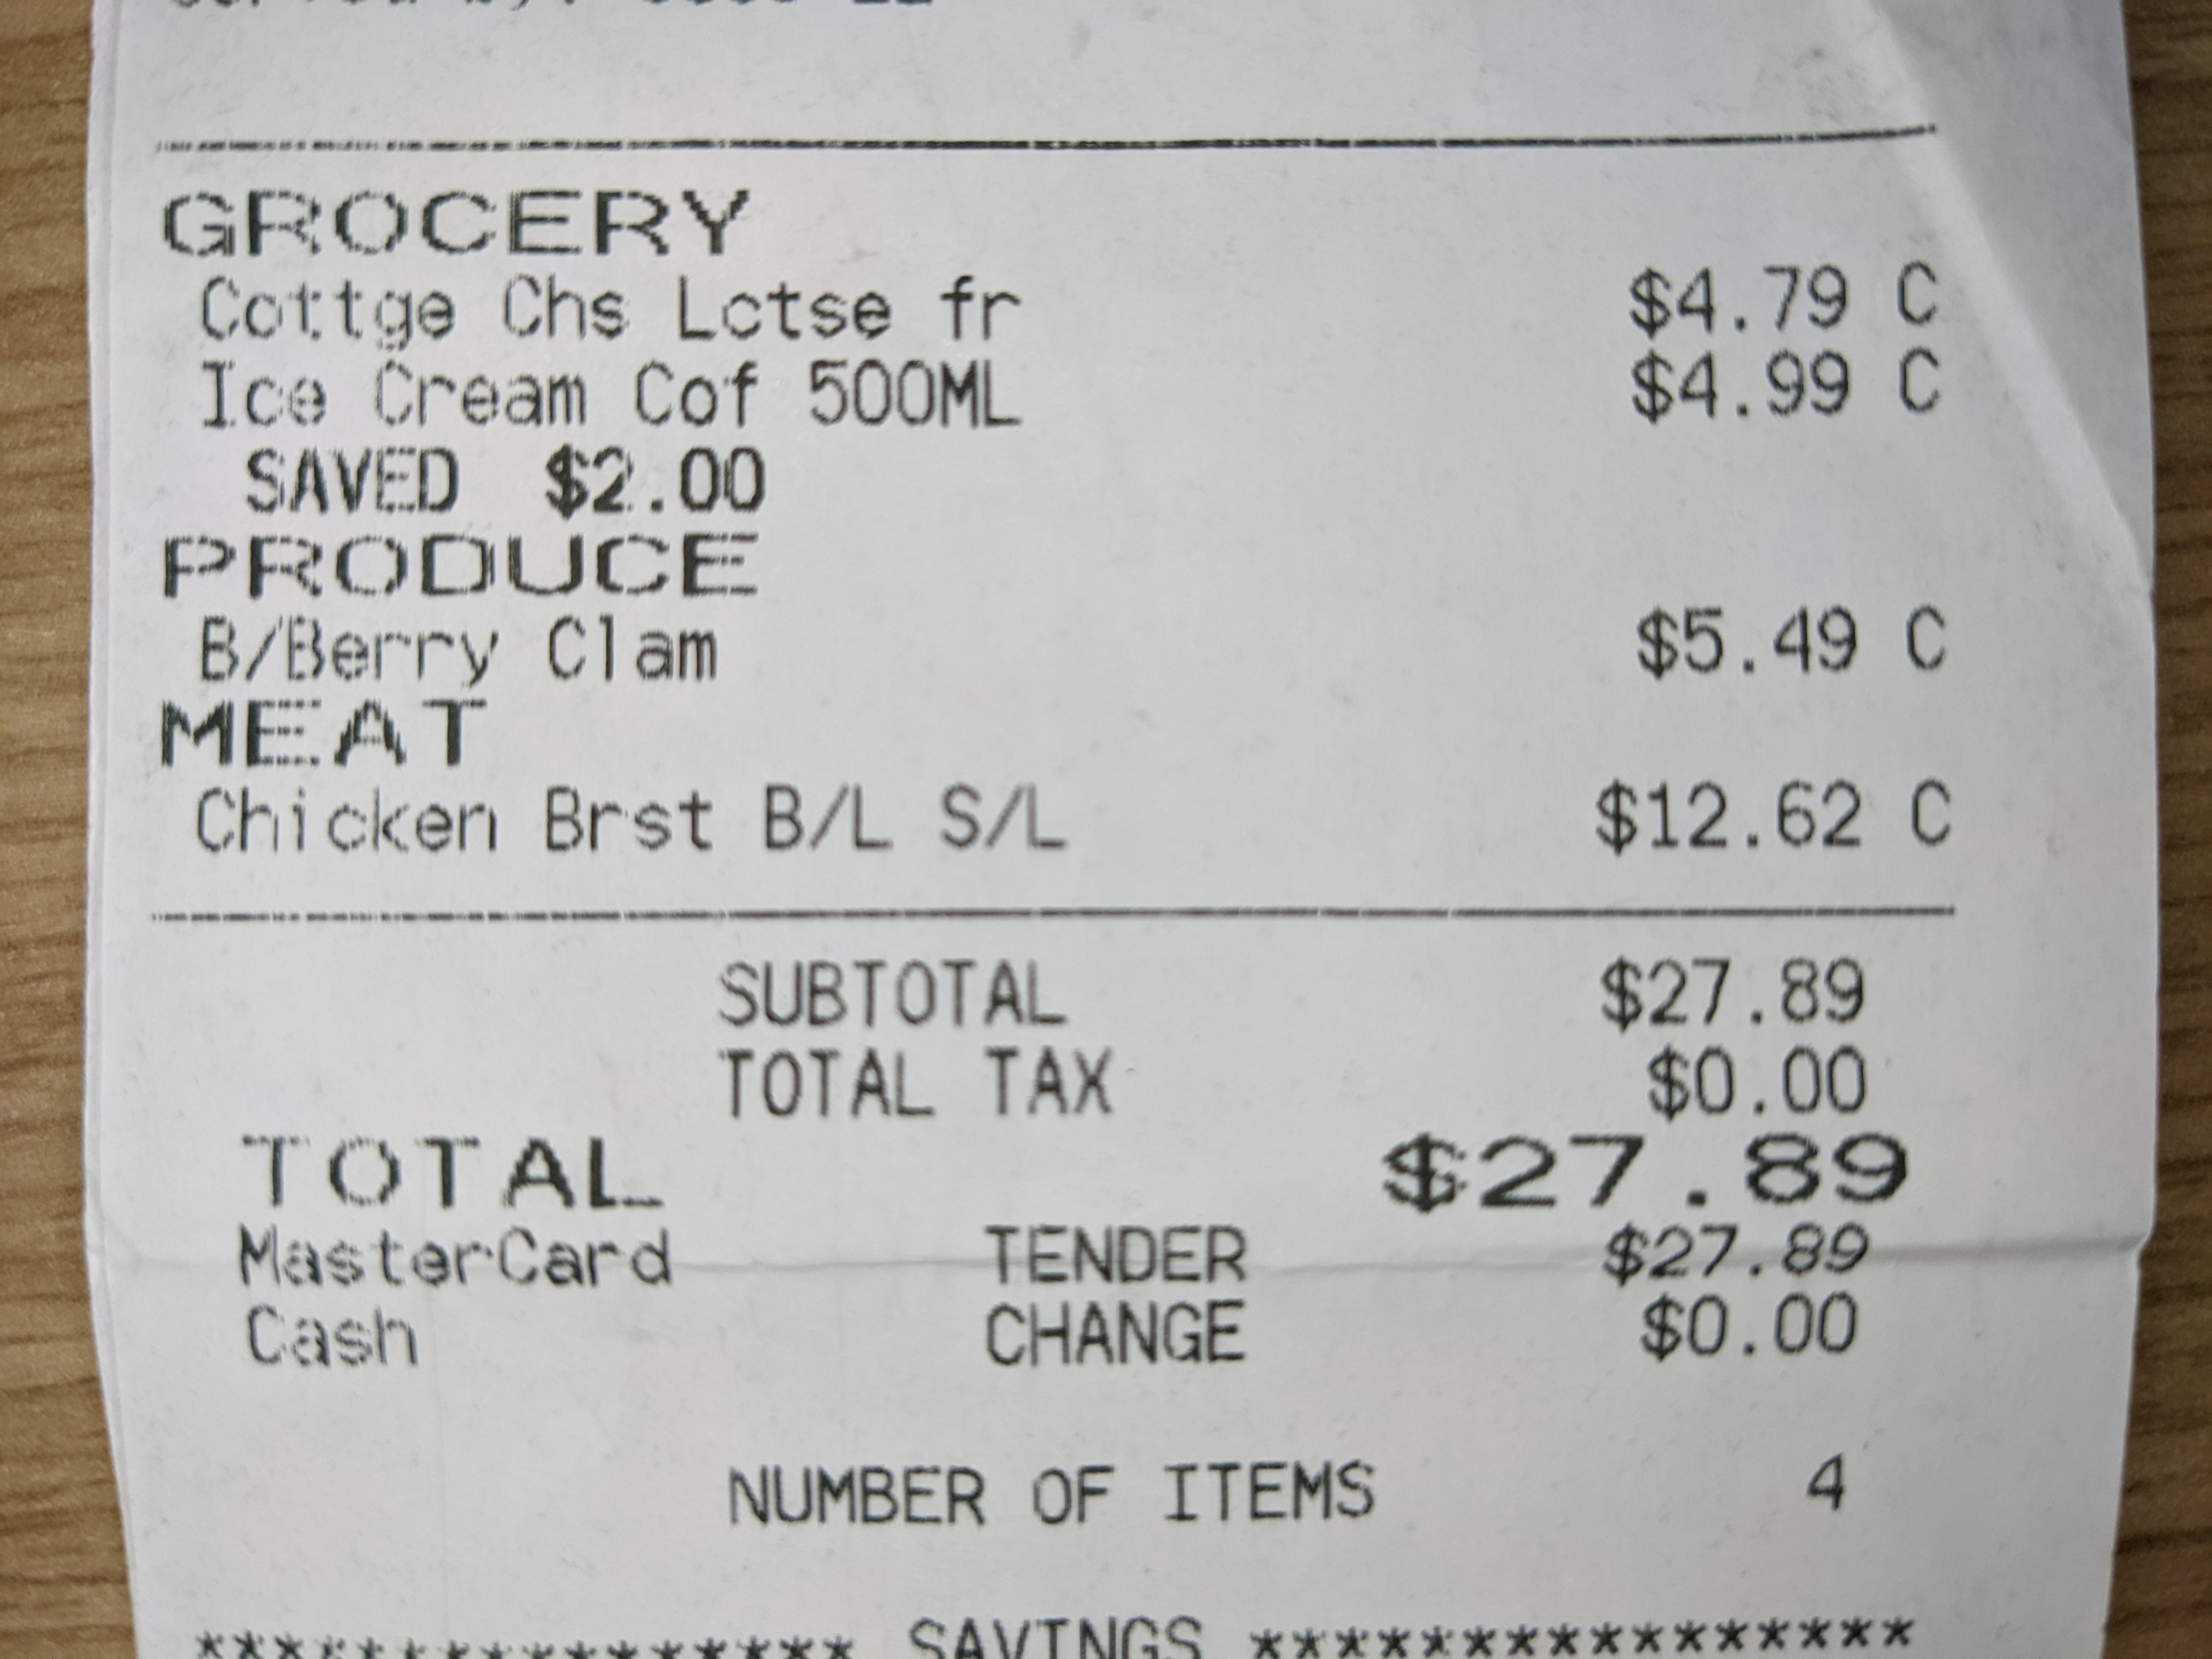 GROCERY
Cottge Chs Lctse fr $4.79 C
Ice Cream Cof 500ML $4.99 C
SAVED $2.00
PRODUCE
B/Berry Clam $5.49 C
MEAT
Chicken Brst B/L S/L $12.62 C
SUBTOTAL $27.89
TOTAL TAX $0.00
TOTAL $27.89
MasterCard TENDER $27.89
Cash CHANGE $0.00
NUMBER OF ITEMS 4
**************** SAVINGS ****************